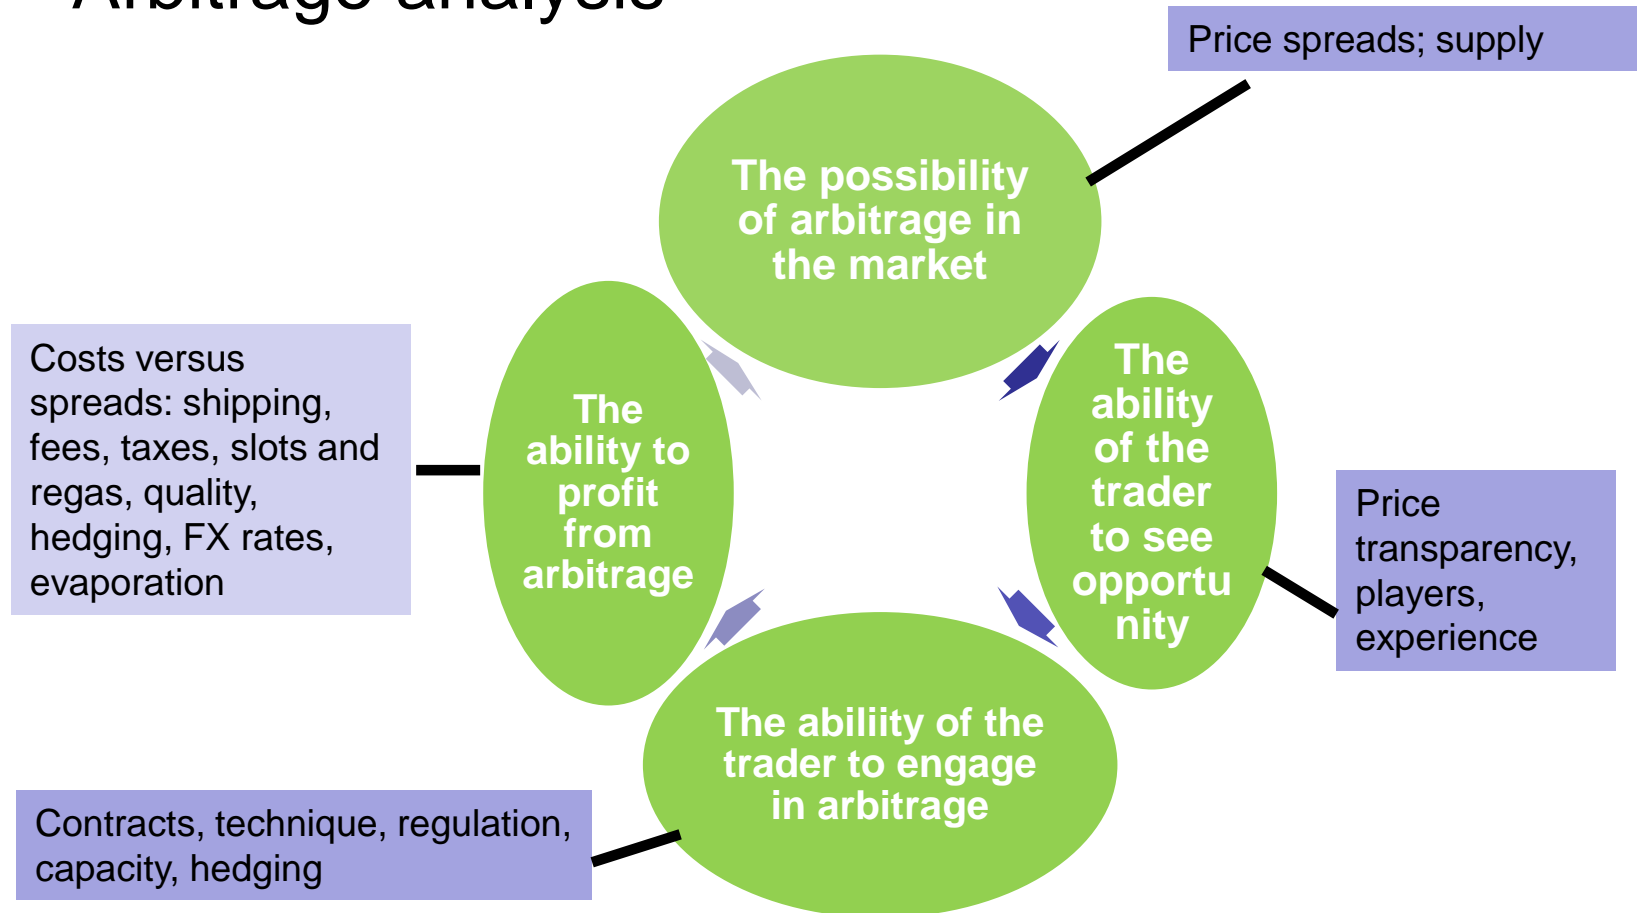 Arbitrage analysis
Price spreads; supply
The possibility
of arbitrage in
the market
The
ability
of the
trader
to see
opportu
nity
Price
transparency,
players,
experience
The abiliity of the
trader to engage
in arbitrage
Contracts, technique, regulation,
capacity, hedging
The
ability to
profit
from
arbitrage
Costs versus
spreads: shipping,
fees, taxes, slots and
regas, quality,
hedging, FX rates,
evaporation